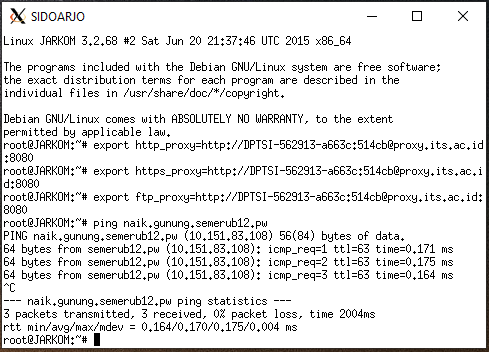 SIDOARJO
Linux JARKOM 3.2.68 #2 Sat Jun 20 21:37:46 UTC 2015 x86_64
The programs included with the Debian GNU/Linux system are free software;
the exact distribution terms for each program are described in the
individual files in /usr/share/doc/*/copyright.
Debian GNU/Linux comes with ABSOLUTELY NO WARRANTY, to the extent
permitted by applicable law.
root@JARKOM:~# export http_proxy=http://DPTSI-562913-a663c:514cb@proxy.its.ac.id
:8080
root@JARKOM:~# export https_proxy=http://DPTSI-562913-a663c:514cb@proxy.its.ac.i
d:8080
root@JARKOM:~# export ftp_proxy=http://DPTSI-562913-a663c:514cb@proxy.its.ac.id:
8080
root@JARKOM:~# ping naik.gunung.semerub12.pw
PING naik.gunung.semerub12.pw (10.151.83.108) 56(84) bytes of data.
64 bytes from semerub12.pw (10.151.83.108): icmp_req=1 ttl=63 time=0.171 ms
64 bytes from semerub12.pw (10.151.83.108): icmp_req=2 ttl=63 time=0.175 ms
64 bytes from semerub12.pw (10.151.83.108): icmp_req=3 ttl=63 time=0.164 ms
^C
--- naik.gunung.semerub12.pw ping statistics ---
3 packets transmitted, 3 received, 0% packet loss, time 2004ms
rtt min/avg/max/mdev = 0.164/0.170/0.175/0.004 ms
root@JARKOM:~#